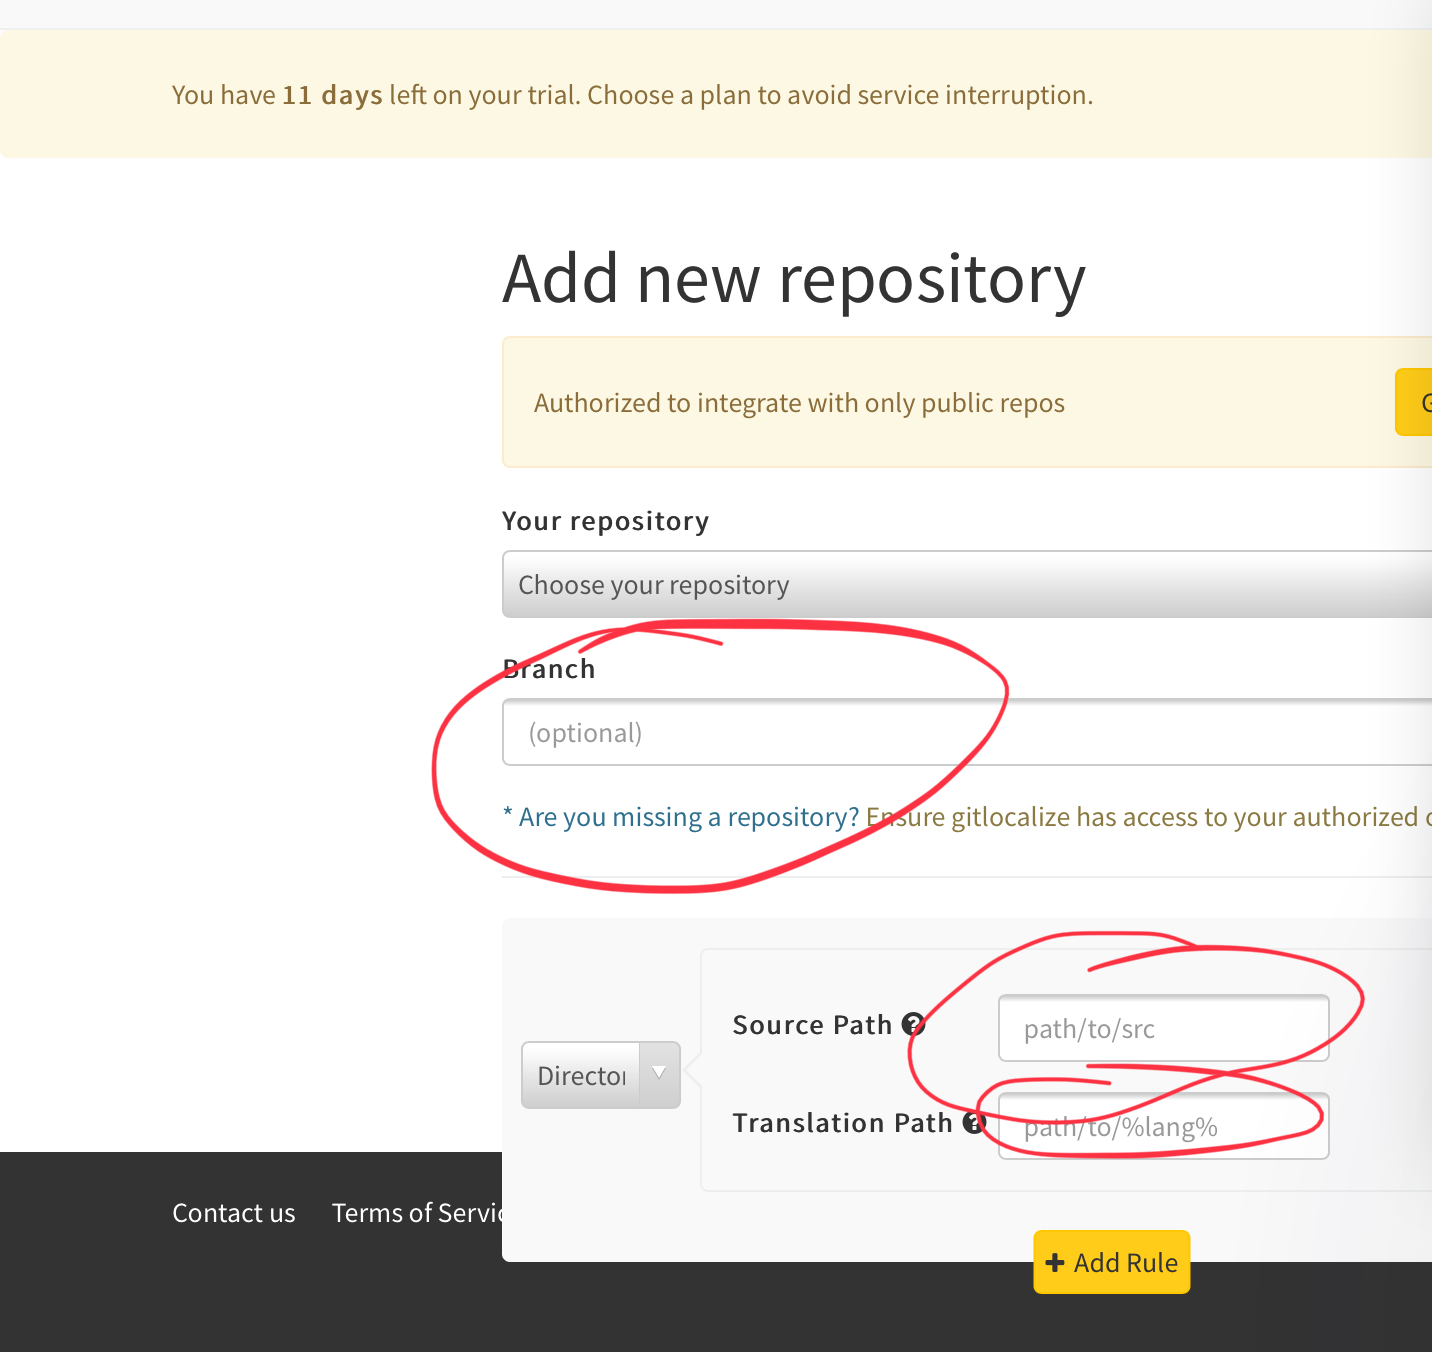 You have 11 days left on your trial. Choose a plan to avoid service interruption.
Add new repository
Authorized to integrate with only public repos
Your repository
Choose your repository
Branch
(optional)
* Are you missing a repository? Ensure gitlocalize has access to your authorized
Source Path
path/to/src
Translation Path
path/to/%lang%
Contact us Terms of
+ Add Rule